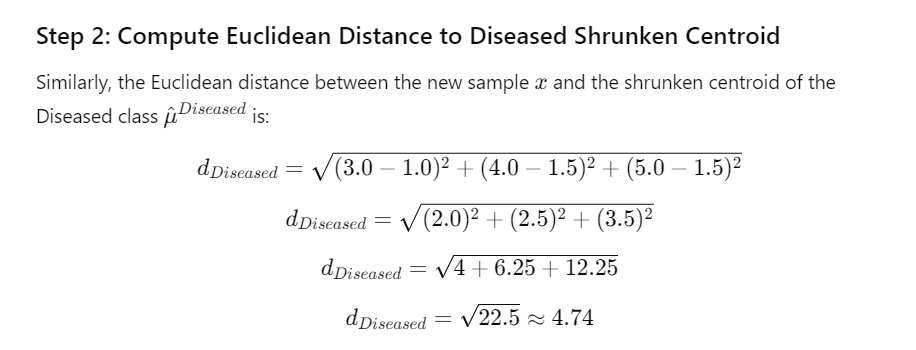 Step 2: Compute Euclidean Distance to Diseased Shrunken Centroid
Similarly, the Euclidean distance between the new sample x and the shrunken centroid of the
Diseased class μ̂^Diseased is:
d_Diseased = √((3.0 − 1.0)² + (4.0 − 1.5)² + (5.0 − 1.5)²)
d_Diseased = √((2.0)² + (2.5)² + (3.5)²)
d_Diseased = √(4 + 6.25 + 12.25)
d_Diseased = √22.5 ≈ 4.74